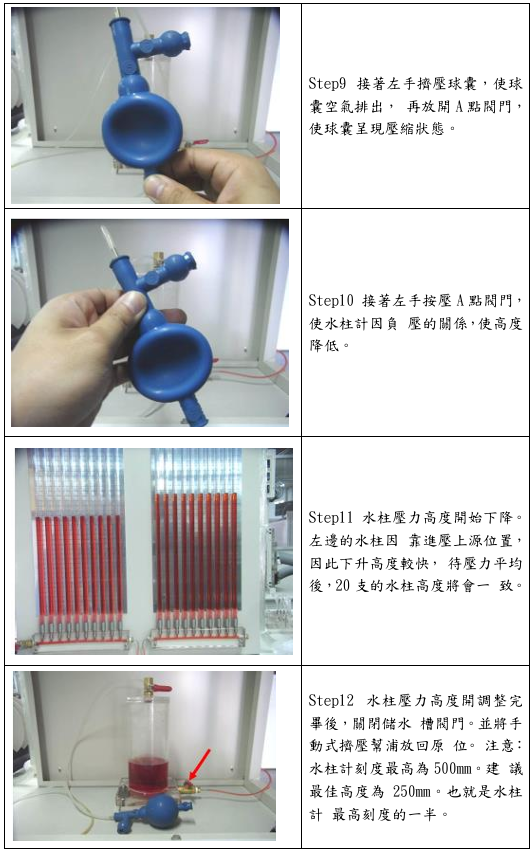 Step9 接著左手擠壓球囊，使球
囊空氣排出， 再放開 A 點閥門，
使球囊呈現壓縮狀態。
Step10 接著左手按壓 A 點閥門，
使水柱計因負 壓的關係，使高度
降低。
Step11 水柱壓力高度開始下降。
左邊的水柱因 靠進壓上源位置，
因此下升高度較快， 待壓力平均
後，20 支的水柱高度將會一 致。
Step12 水柱壓力高度開調整完
畢後，關閉儲水 槽閥門。並將手
動式擠壓幫浦放回原 位。 注意：
水柱計刻度最高為 500mm。建 議
最佳高度為 250mm。也就是水柱
計 最高刻度的一半。